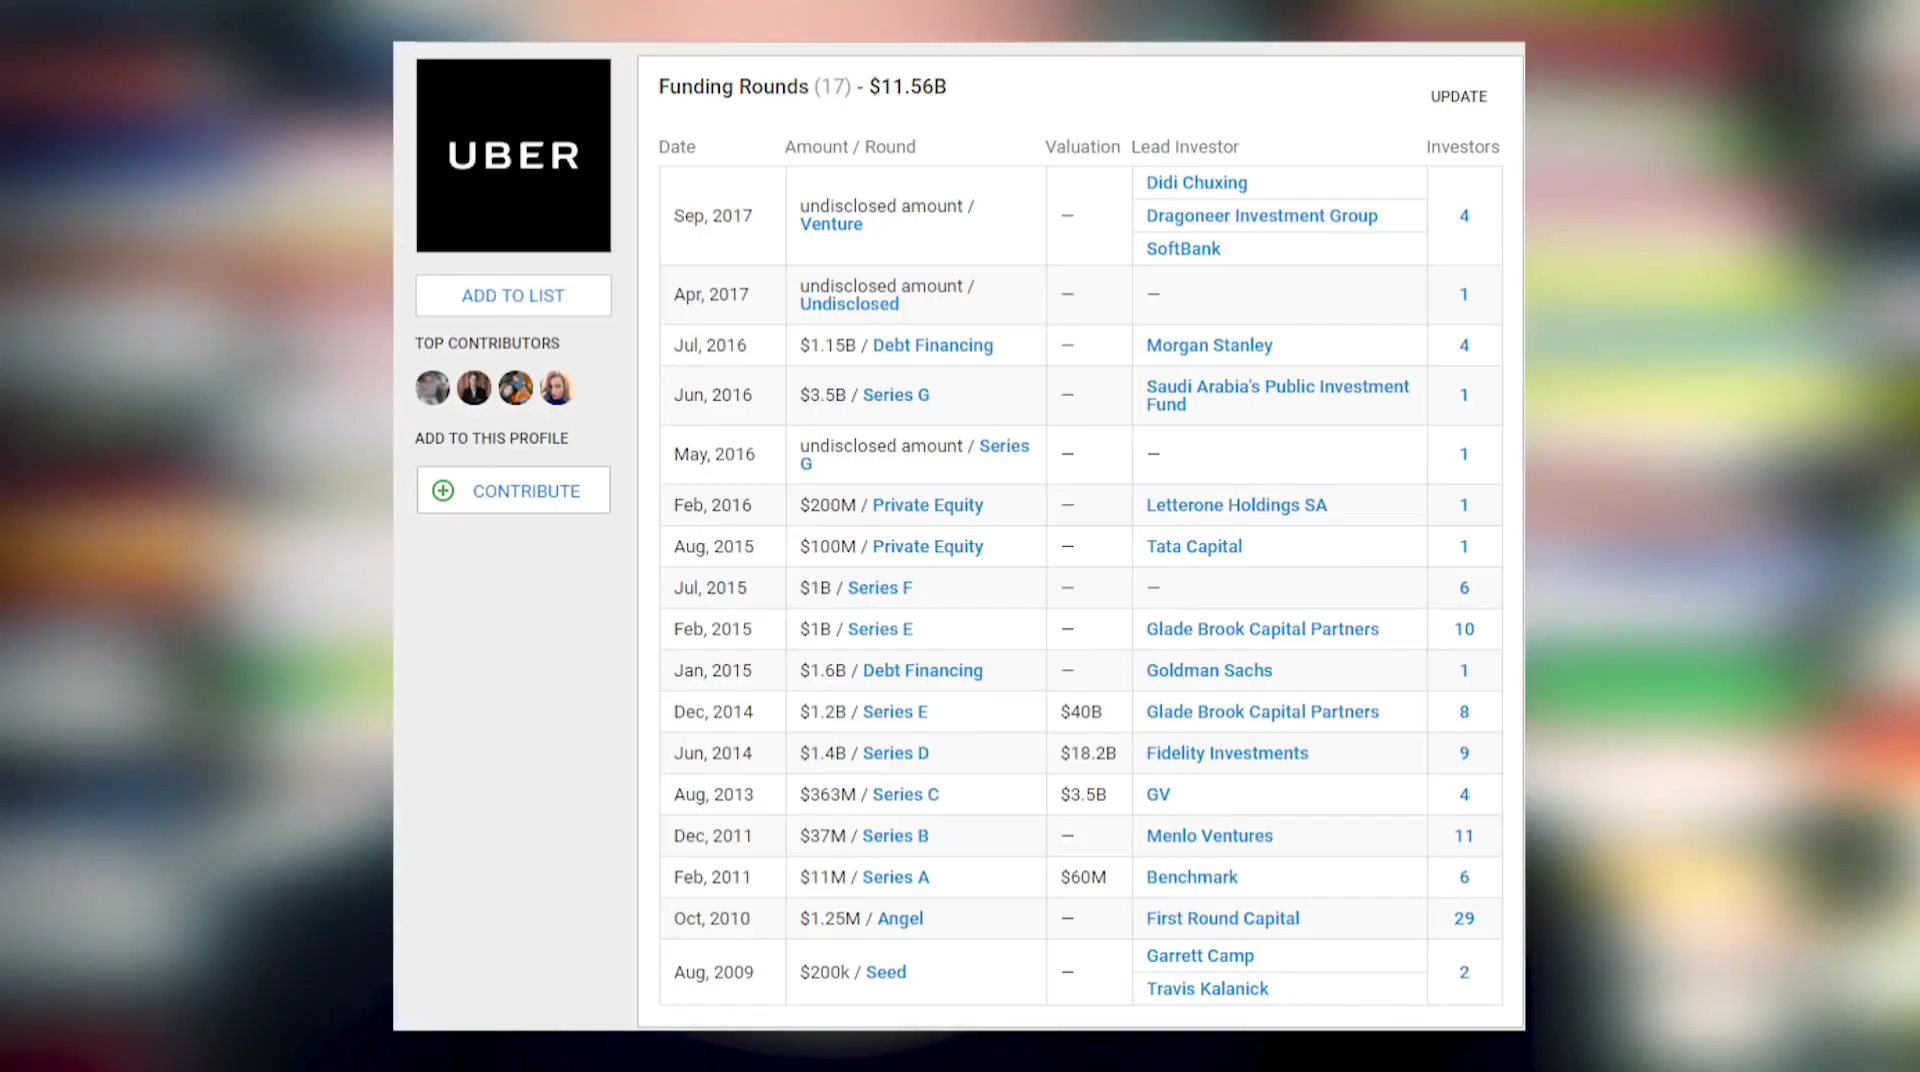 UBER
ADD TO LIST
TOP CONTRIBUTORS
ADD TO THIS PROFILE
CONTRIBUTE
Funding Rounds (17) - $11.56B
UPDATE
Date Amount / Round Valuation Lead Investor Investors
Sep, 2017 undisclosed amount / Venture — Didi Chuxing Dragoneer Investment Group SoftBank 4
Apr, 2017 undisclosed amount / Undisclosed — — 1
Jul, 2016 $1.15B / Debt Financing — Morgan Stanley 4
Jun, 2016 $3.5B / Series G — Saudi Arabia's Public Investment Fund 1
May, 2016 undisclosed amount / Series G — — 1
Feb, 2016 $200M / Private Equity — Letterone Holdings SA 1
Aug, 2015 $100M / Private Equity — Tata Capital 1
Jul, 2015 $1B / Series F — — 6
Feb, 2015 $1B / Series E — Glade Brook Capital Partners 10
Jan, 2015 $1.6B / Debt Financing — Goldman Sachs 1
Dec, 2014 $1.2B / Series E $40B Glade Brook Capital Partners 8
Jun, 2014 $1.4B / Series D $18.2B Fidelity Investments 9
Aug, 2013 $363M / Series C $3.5B GV 4
Dec, 2011 $37M / Series B — Menlo Ventures 11
Feb, 2011 $11M / Series A $60M Benchmark 6
Oct, 2010 $1.25M / Angel — First Round Capital 29
Aug, 2009 $200k / Seed — Garrett Camp Travis Kalanick 2